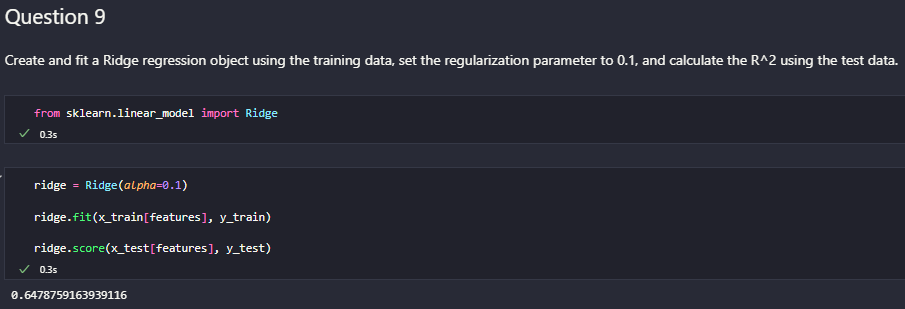 Question 9
Create and fit a Ridge regression object using the training data, set the regularization parameter to 0.1, and calculate the R^2 using the test data.
from sklearn.linear_model import Ridge
✓ 0.3s
ridge = Ridge(alpha=0.1)
ridge.fit(x_train[features], y_train)
ridge.score(x_test[features], y_test)
✓ 0.3s
0.6478759163939116